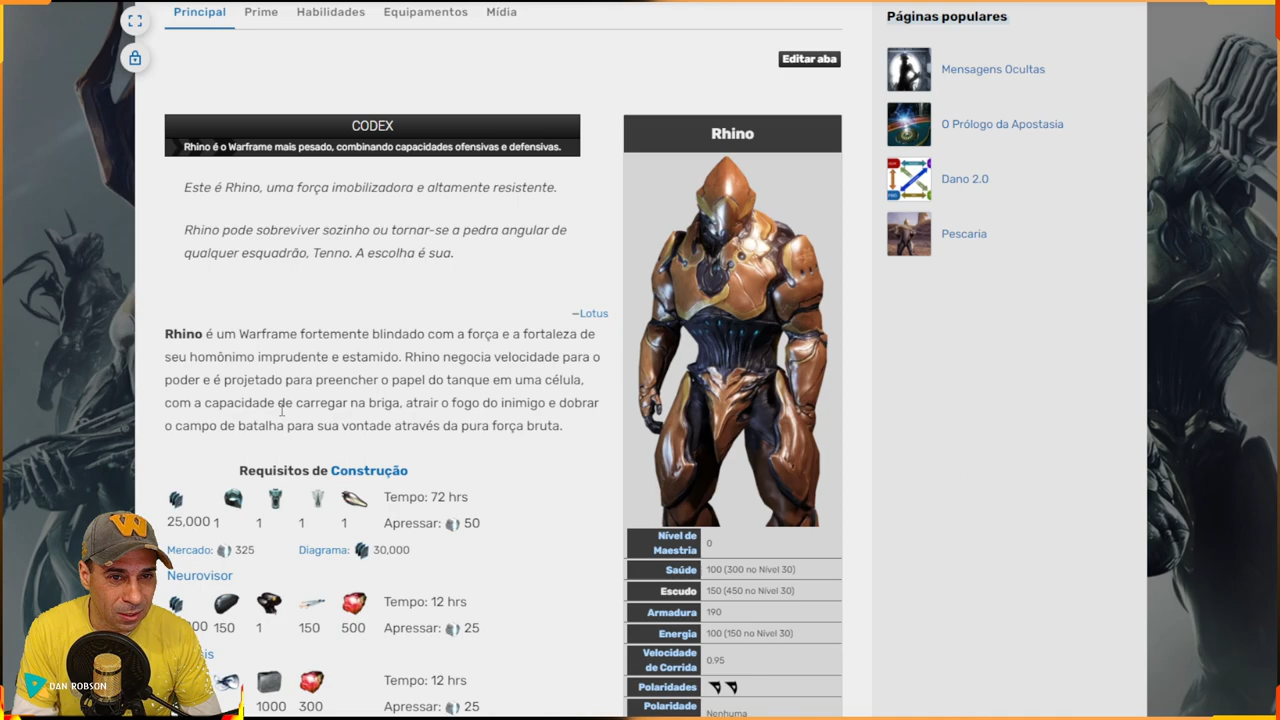 Principal Prime Habilidades Equipamentos Mídia
Editar aba
CODEX
Rhino é o Warframe mais pesado, combinando capacidades ofensivas e defensivas.
Este é Rhino, uma força imobilizadora e altamente resistente.
Rhino pode sobreviver sozinho ou tornar-se a pedra angular de
qualquer esquadrão, Tenno. A escolha é sua.
—Lotus
Rhino é um Warframe fortemente blindado com a força e a fortaleza de
seu homônimo imprudente e estamido. Rhino negocia velocidade para o
poder e é projetado para preencher o papel do tanque em uma célula,
com a capacidade de carregar na briga, atrair o fogo do inimigo e dobrar
o campo de batalha para sua vontade através da pura força bruta.
Requisitos de Construção
Tempo: 72 hrs
25,000 1 1 1 1 Apressar: 50
Mercado: 325 Diagrama: 30,000
Neurovisor
Tempo: 12 hrs
150 1 150 500 Apressar: 25
Tempo: 12 hrs
1000 300 Apressar: 25
Rhino
Nível de
Maestria 0
Saúde 100 (300 no Nível 30)
Escudo 150 (450 no Nível 30)
Armadura 190
Energia 100 (150 no Nível 30)
Velocidade
de Corrida 0.95
Polaridades
Polaridade Nenhuma
Páginas populares
Mensagens Ocultas
O Prólogo da Apostasia
Dano 2.0
Pescaria
W
DAN ROBSON